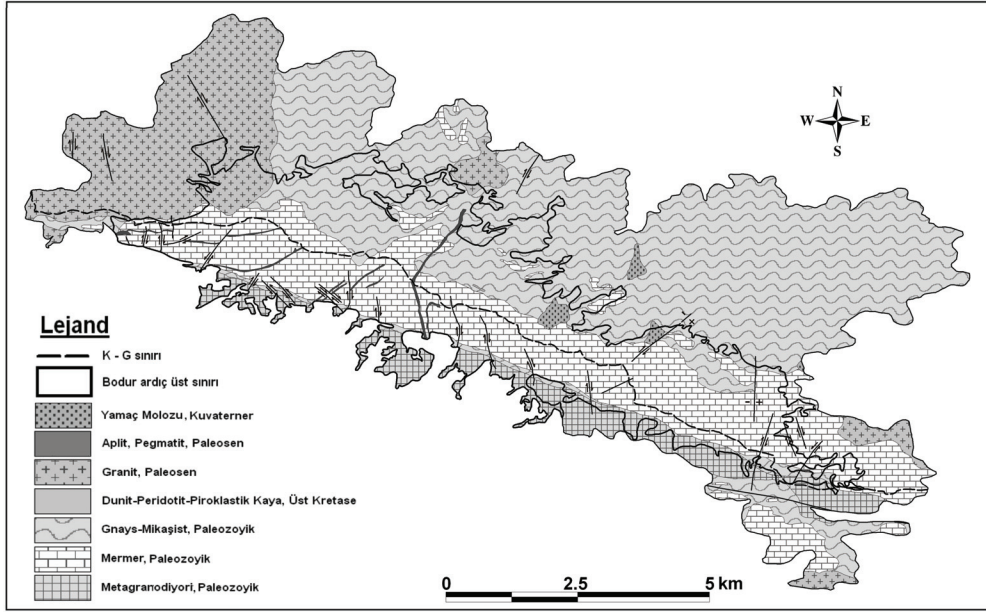 N
W E
S
Lejand
K - G sınırı
Bodur ardıç üst sınırı
Yamaç Molozu, Kuvaterner
Aplit, Pegmatit, Paleosen
Granit, Paleosen
Dunit-Peridotit-Piroklastik Kaya, Üst Kretase
Gnays-Mikaşist, Paleozoyik
Mermer, Paleozoyik
Metagranodiyori, Paleozoyik
0 2.5 5 km